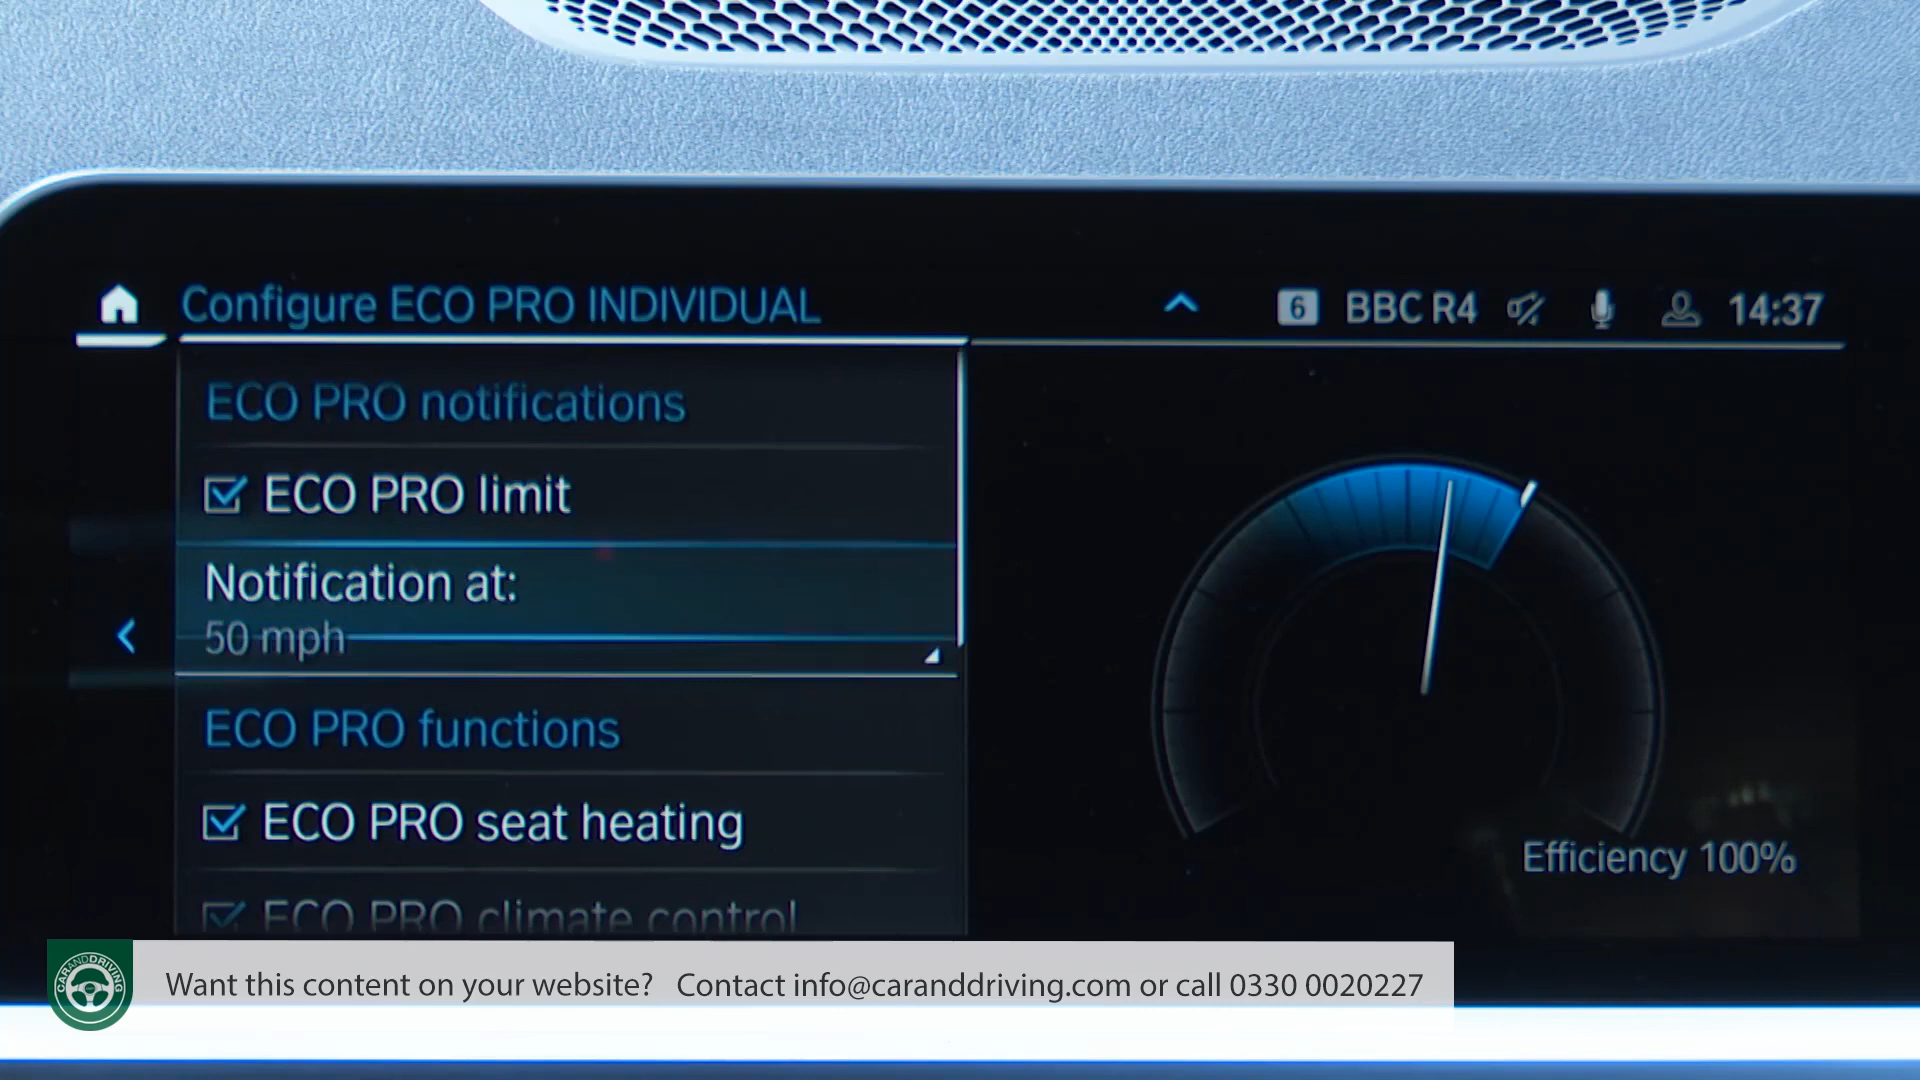 Configure ECO PRO INDIVIDUAL
6 BBC R4 14:37
ECO PRO notifications
ECO PRO limit
Notification at:
50 mph
ECO PRO functions
ECO PRO seat heating
ECO PRO climate control
Efficiency 100%
CARANDDRIVING
Want this content on your website? Contact info@caranddriving.com or call 0330 0020227